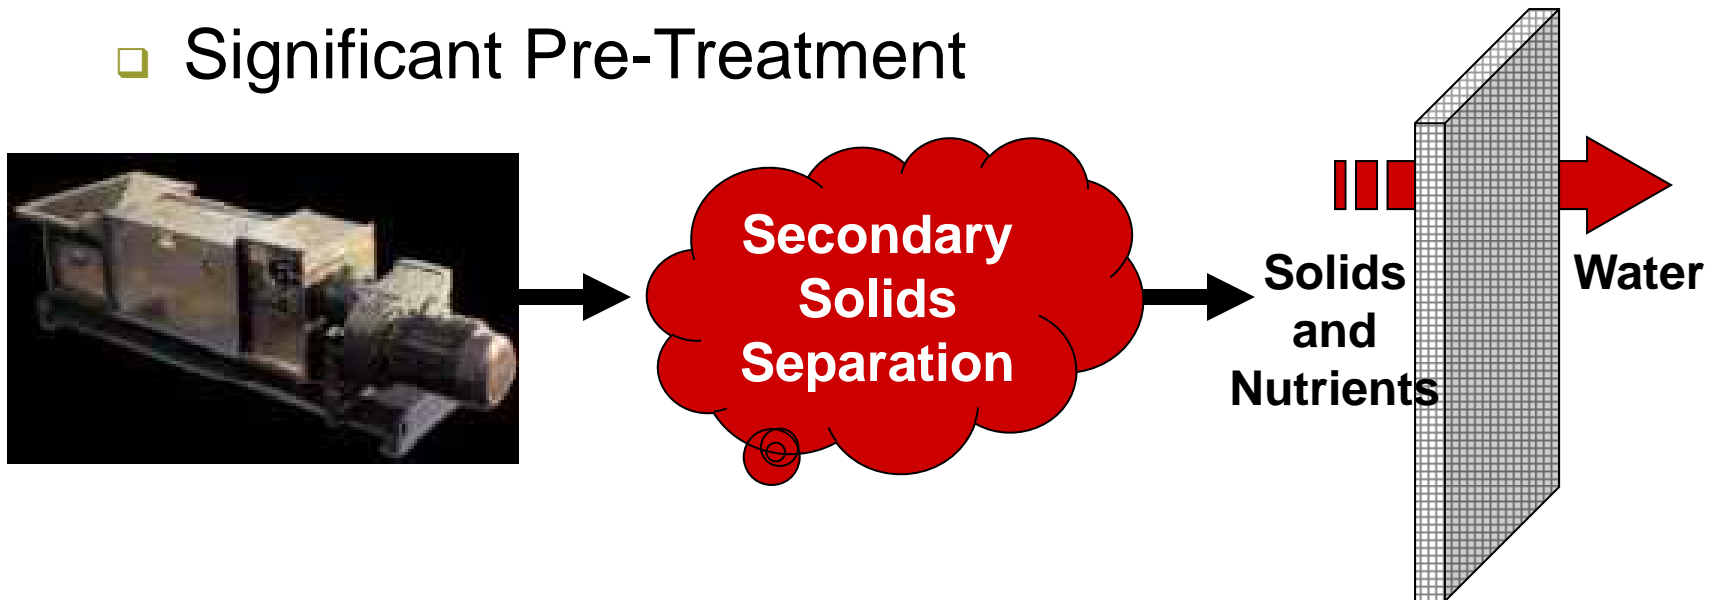 Significant Pre-Treatment
Secondary
Solids
Separation
Solids
and
Nutrients
Water